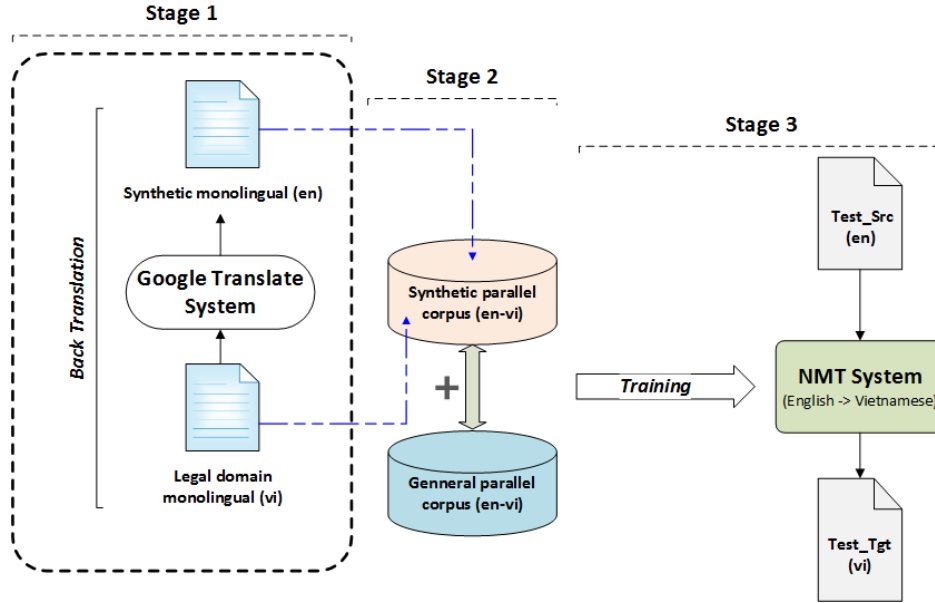 Stage 1
Stage 2
Stage 3
Back Translation
Synthetic monolingual (en)
Google Translate
System
Legal domain
monolingual (vi)
Synthetic parallel
corpus (en-vi)
+
Genneral parallel
corpus (en-vi)
Training
Test_Src
(en)
NMT System
(English -> Vietnamese)
Test_Tgt
(vi)